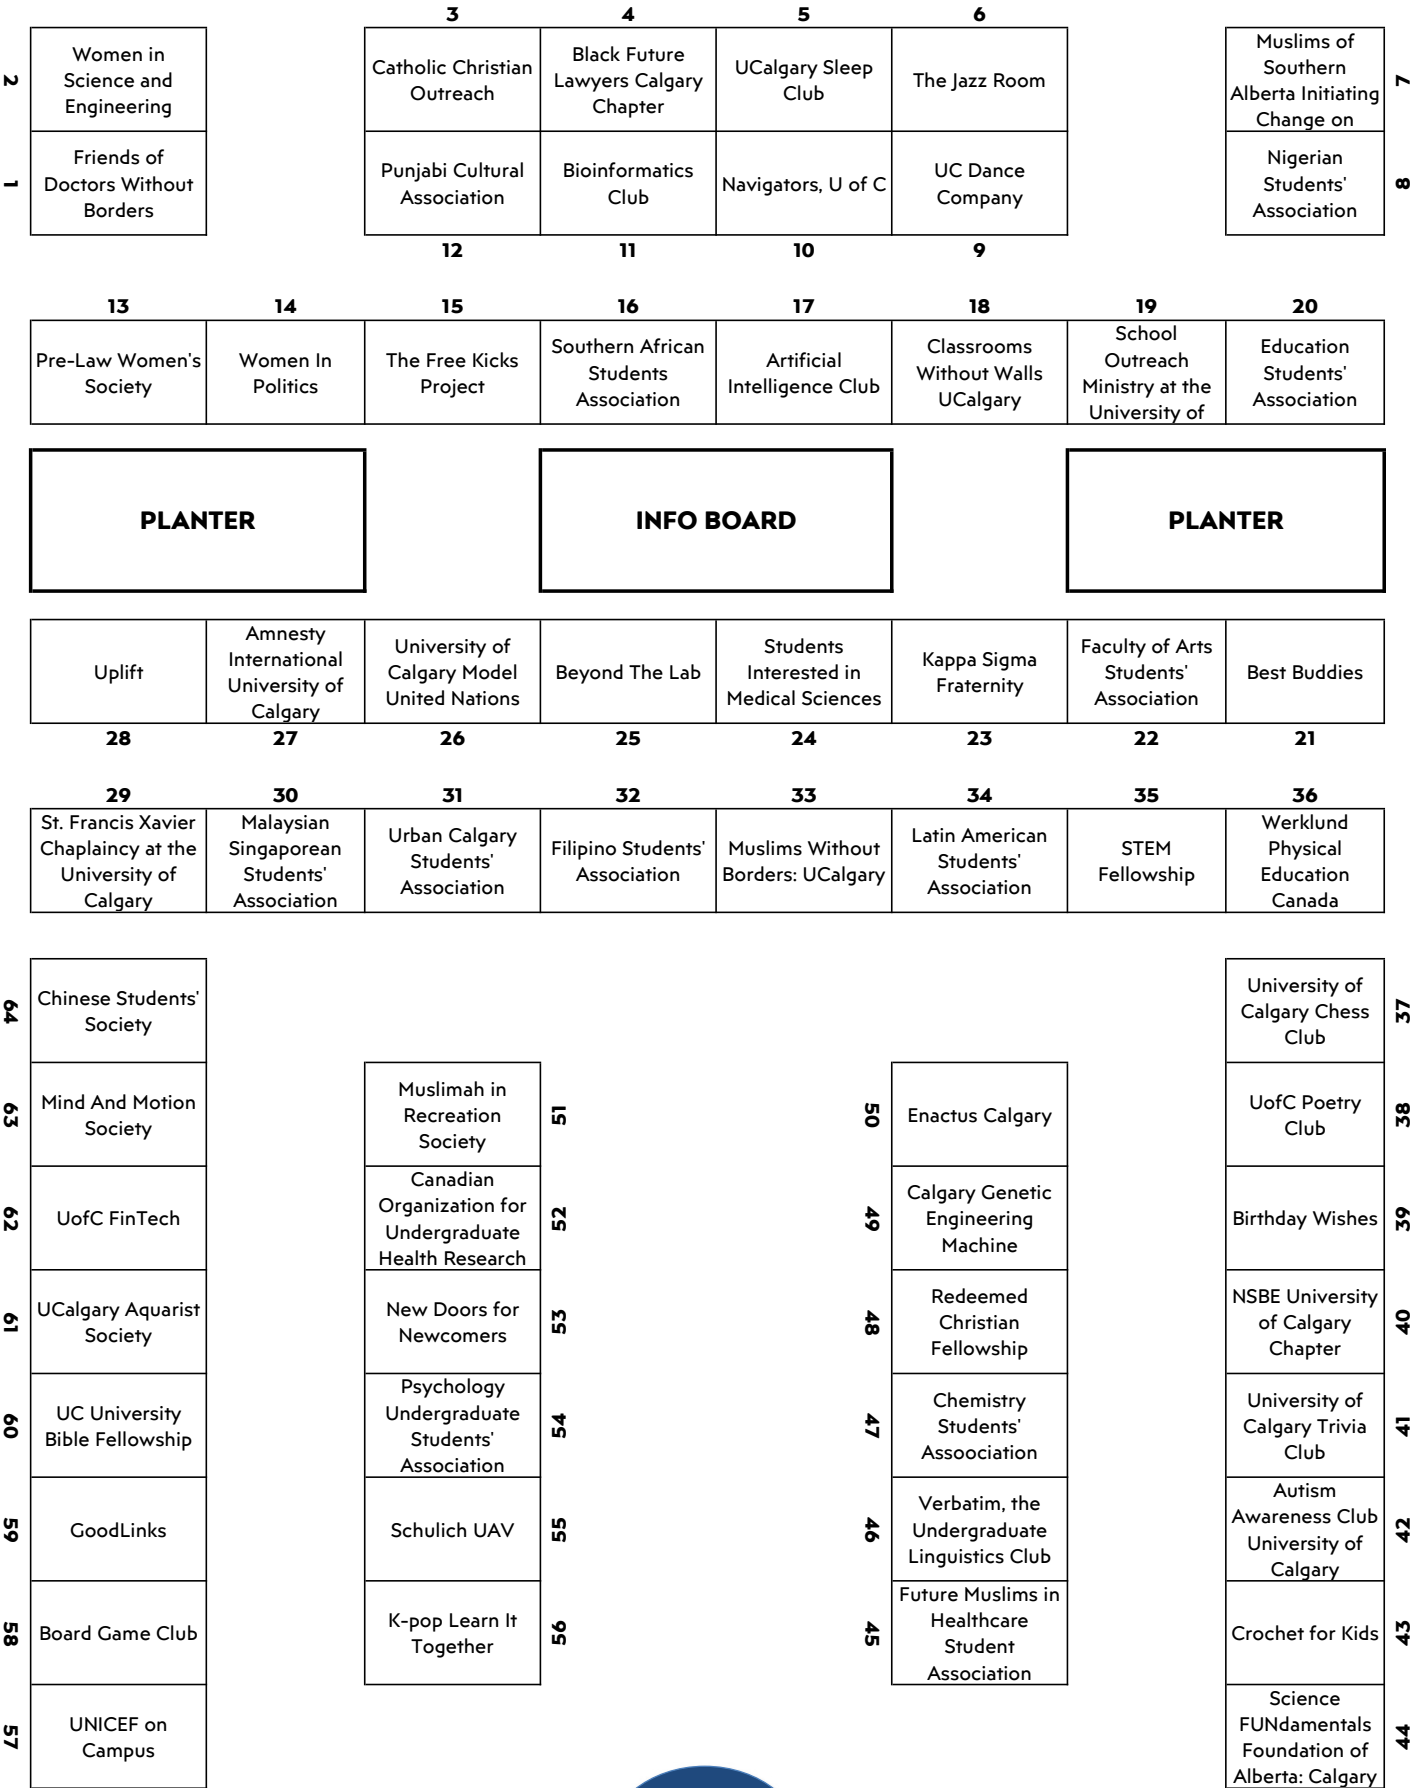 3
4
5
6
2
Women in
Science and
Engineering
Catholic Christian
Outreach
Black Future
Lawyers Calgary
Chapter
UCalgary Sleep
Club
The Jazz Room
Muslims of
Southern
Alberta Initiating
Change on
7
1
Friends of
Doctors Without
Borders
Punjabi Cultural
Association
Bioinformatics
Club
Navigators, U of C
UC Dance
Company
Nigerian
Students'
Association
8
12
11
10
9
13
14
15
16
17
18
19
20
Pre-Law Women's
Society
Women In
Politics
The Free Kicks
Project
Southern African
Students
Association
Artificial
Intelligence Club
Classrooms
Without Walls
UCalgary
School
Outreach
Ministry at the
University of
Education
Students'
Association
PLANTER
INFO BOARD
PLANTER
Uplift
Amnesty
International
University of
Calgary
University of
Calgary Model
United Nations
Beyond The Lab
Students
Interested in
Medical Sciences
Kappa Sigma
Fraternity
Faculty of Arts
Students'
Association
Best Buddies
28
27
26
25
24
23
22
21
29
30
31
32
33
34
35
36
St. Francis Xavier
Chaplaincy at the
University of
Calgary
Malaysian
Singaporean
Students'
Association
Urban Calgary
Students'
Association
Filipino Students'
Association
Muslims Without
Borders: UCalgary
Latin American
Students'
Association
STEM
Fellowship
Werklund
Physical
Education
Canada
64
Chinese Students'
Society
University of
Calgary Chess
Club
37
63
Mind And Motion
Society
Muslimah in
Recreation
Society
51
50
Enactus Calgary
UofC Poetry
Club
38
62
UofC FinTech
Canadian
Organization for
Undergraduate
Health Research
52
49
Calgary Genetic
Engineering
Machine
Birthday Wishes
39
61
UCalgary Aquarist
Society
New Doors for
Newcomers
53
48
Redeemed
Christian
Fellowship
NSBE University
of Calgary
Chapter
40
60
UC University
Bible Fellowship
Psychology
Undergraduate
Students'
Association
54
47
Chemistry
Students'
Assoociation
University of
Calgary Trivia
Club
41
59
GoodLinks
Schulich UAV
55
46
Verbatim, the
Undergraduate
Linguistics Club
Autism
Awareness Club
University of
Calgary
42
58
Board Game Club
K-pop Learn It
Together
56
45
Future Muslims in
Healthcare
Student
Association
Crochet for Kids
43
57
UNICEF on
Campus
Science
FUNdamentals
Foundation of
Alberta: Calgary
44